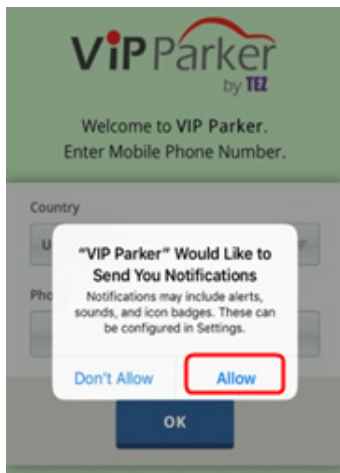 ViP Parker
by TEZ
Welcome to VIP Parker.
Enter Mobile Phone Number.
Country
U
"VIP Parker" Would Like to
Send You Notifications
Notifications may include alerts,
sounds, and icon badges. These can
be configured in Settings.
Pho
Don't Allow
Allow
OK